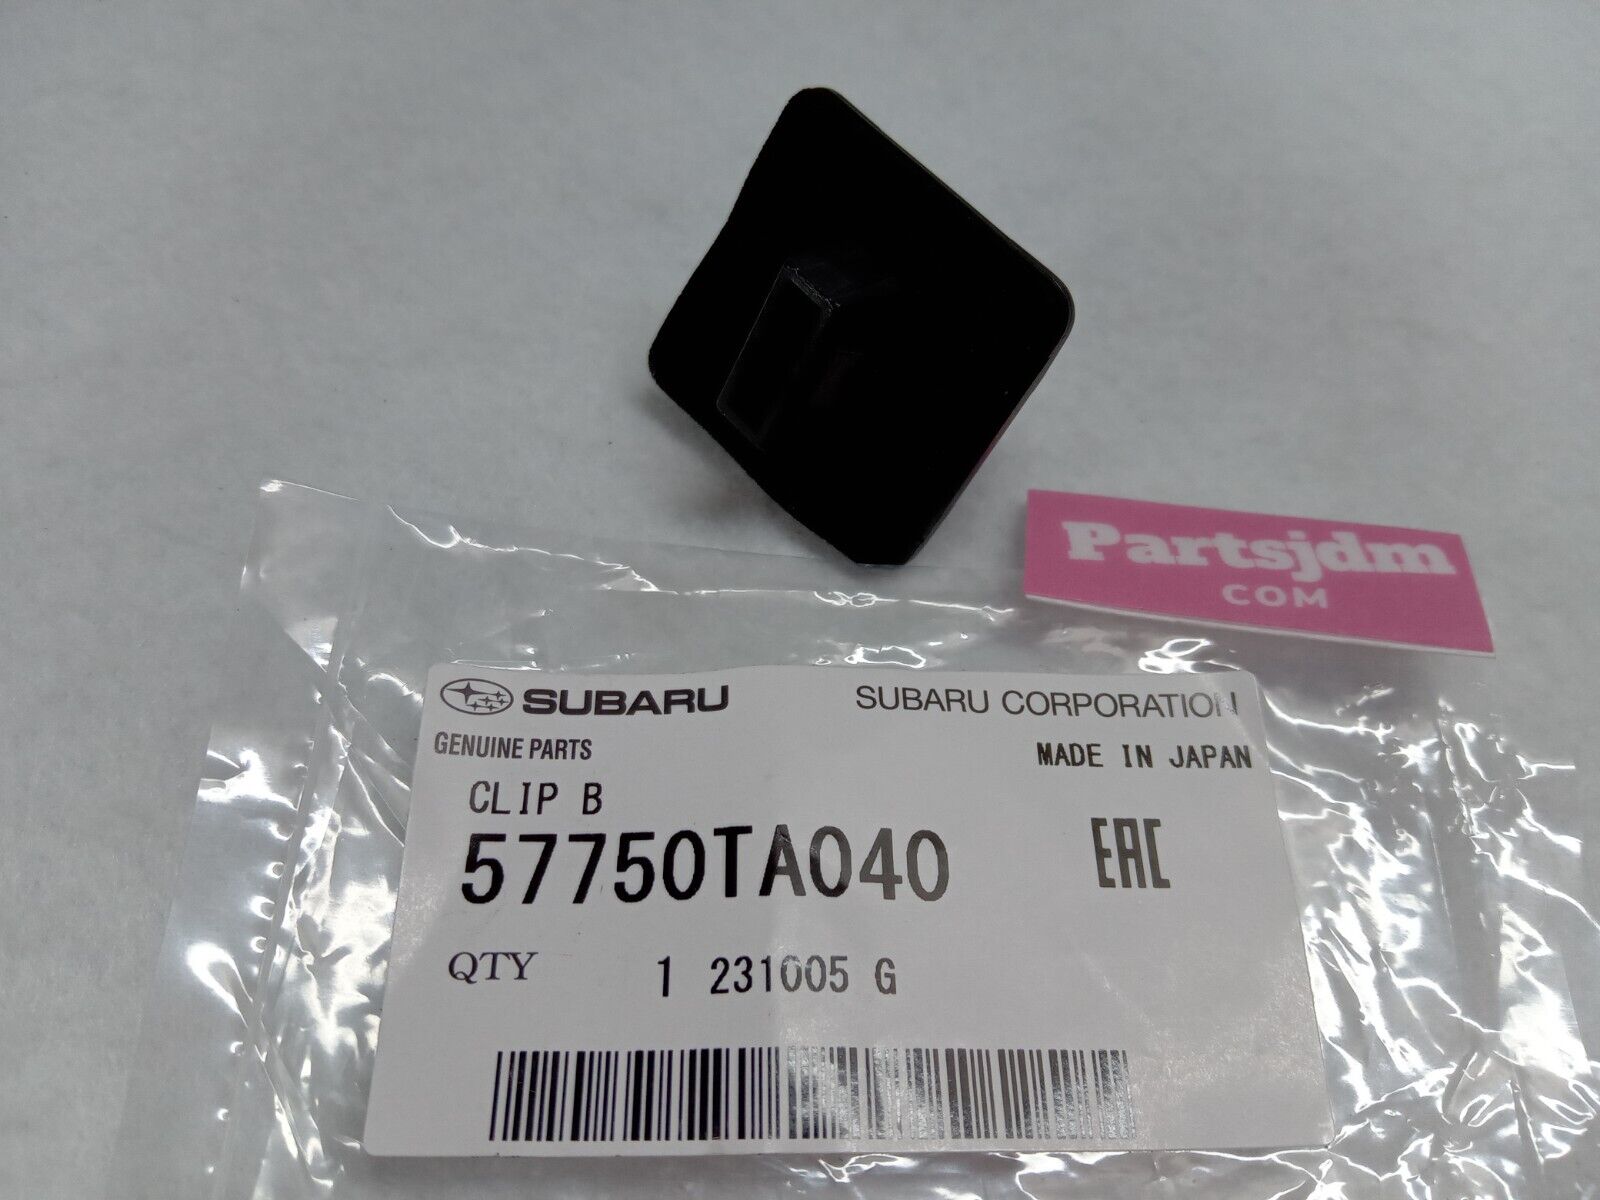 Partsjdm
COM
SUBARU
SUBARU CORPORATION
GENUINE PARTS
MADE IN JAPAN
CLIP B
57750TA040
EAC
QTY 1 231005 G